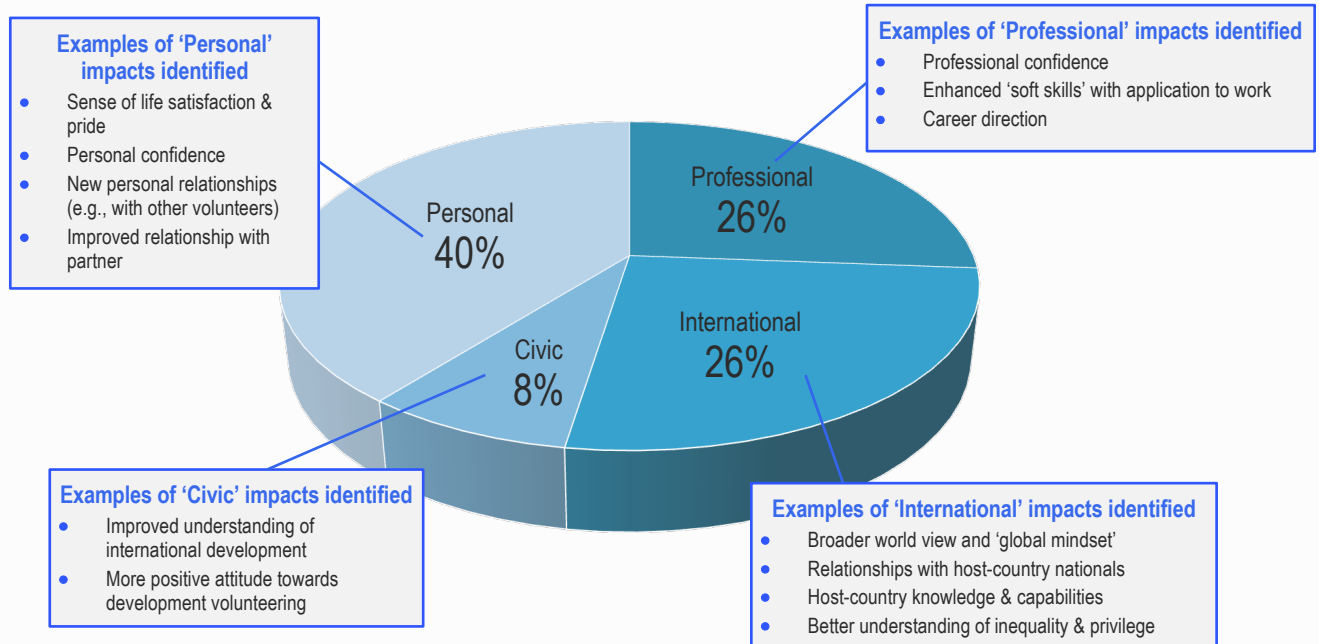 Examples of ‘Personal’
impacts identified
● Sense of life satisfaction &
pride
● Personal confidence
● New personal relationships
(e.g., with other volunteers)
● Improved relationship with
partner
Examples of ‘Professional’ impacts identified
● Professional confidence
● Enhanced ‘soft skills’ with application to work
● Career direction
Professional
26%
Personal
40%
International
26%
Civic
8%
Examples of ‘Civic’ impacts identified
● Improved understanding of
international development
● More positive attitude towards
development volunteering
Examples of ‘International’ impacts identified
● Broader world view and ‘global mindset’
● Relationships with host-country nationals
● Host-country knowledge & capabilities
● Better understanding of inequality & privilege